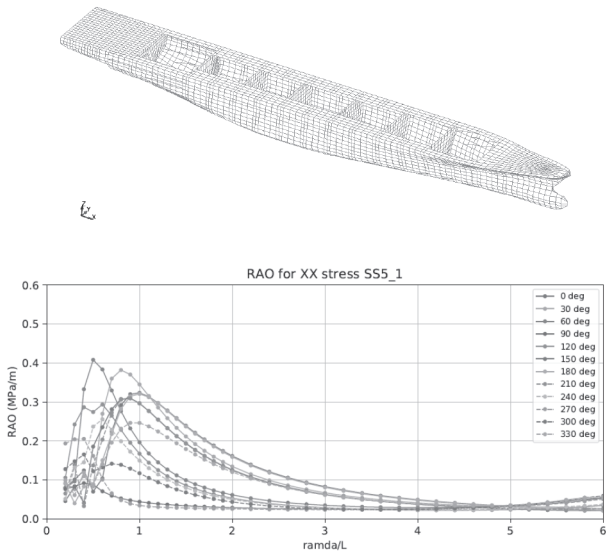 Z
Y
X
RAO for XX stress SS5_1
0.6
0.5
0.4
0.3
0.2
0.1
0.0
RAO (MPa/m)
0 deg
30 deg
60 deg
90 deg
120 deg
150 deg
180 deg
210 deg
240 deg
270 deg
300 deg
330 deg
0 1 2 3 4 5 6
ramda/L